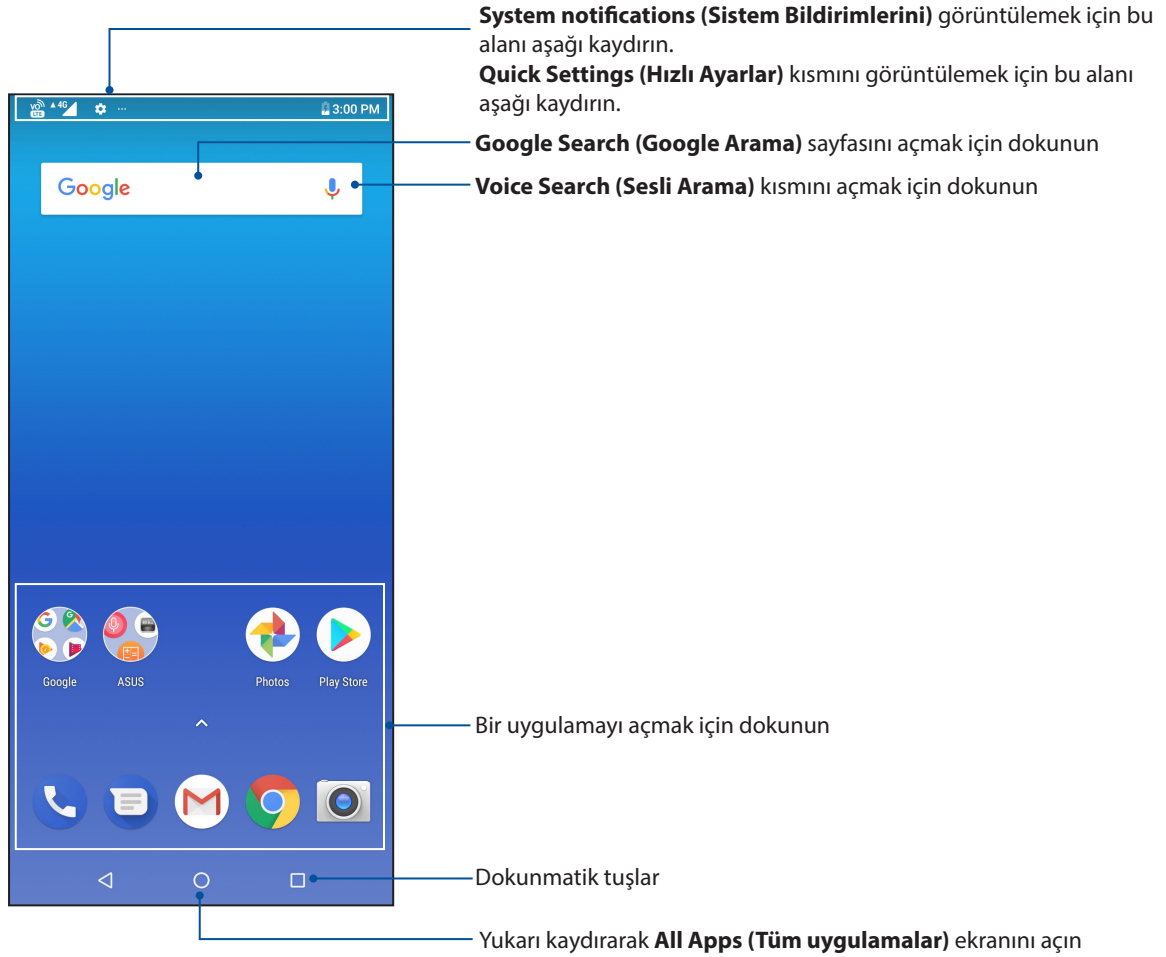 System notifications (Sistem Bildirimlerini) görüntülemek için bu
alanı aşağı kaydırın.
Quick Settings (Hızlı Ayarlar) kısmını görüntülemek için bu alanı
aşağı kaydırın.
VO LTE 4G ... 3:00 PM
Google Search (Google Arama) sayfasını açmak için dokunun
Google
Voice Search (Sesli Arama) kısmını açmak için dokunun
Google ASUS Photos Play Store
Bir uygulamayı açmak için dokunun
Dokunmatik tuşlar
Yukarı kaydırarak All Apps (Tüm uygulamalar) ekranını açın